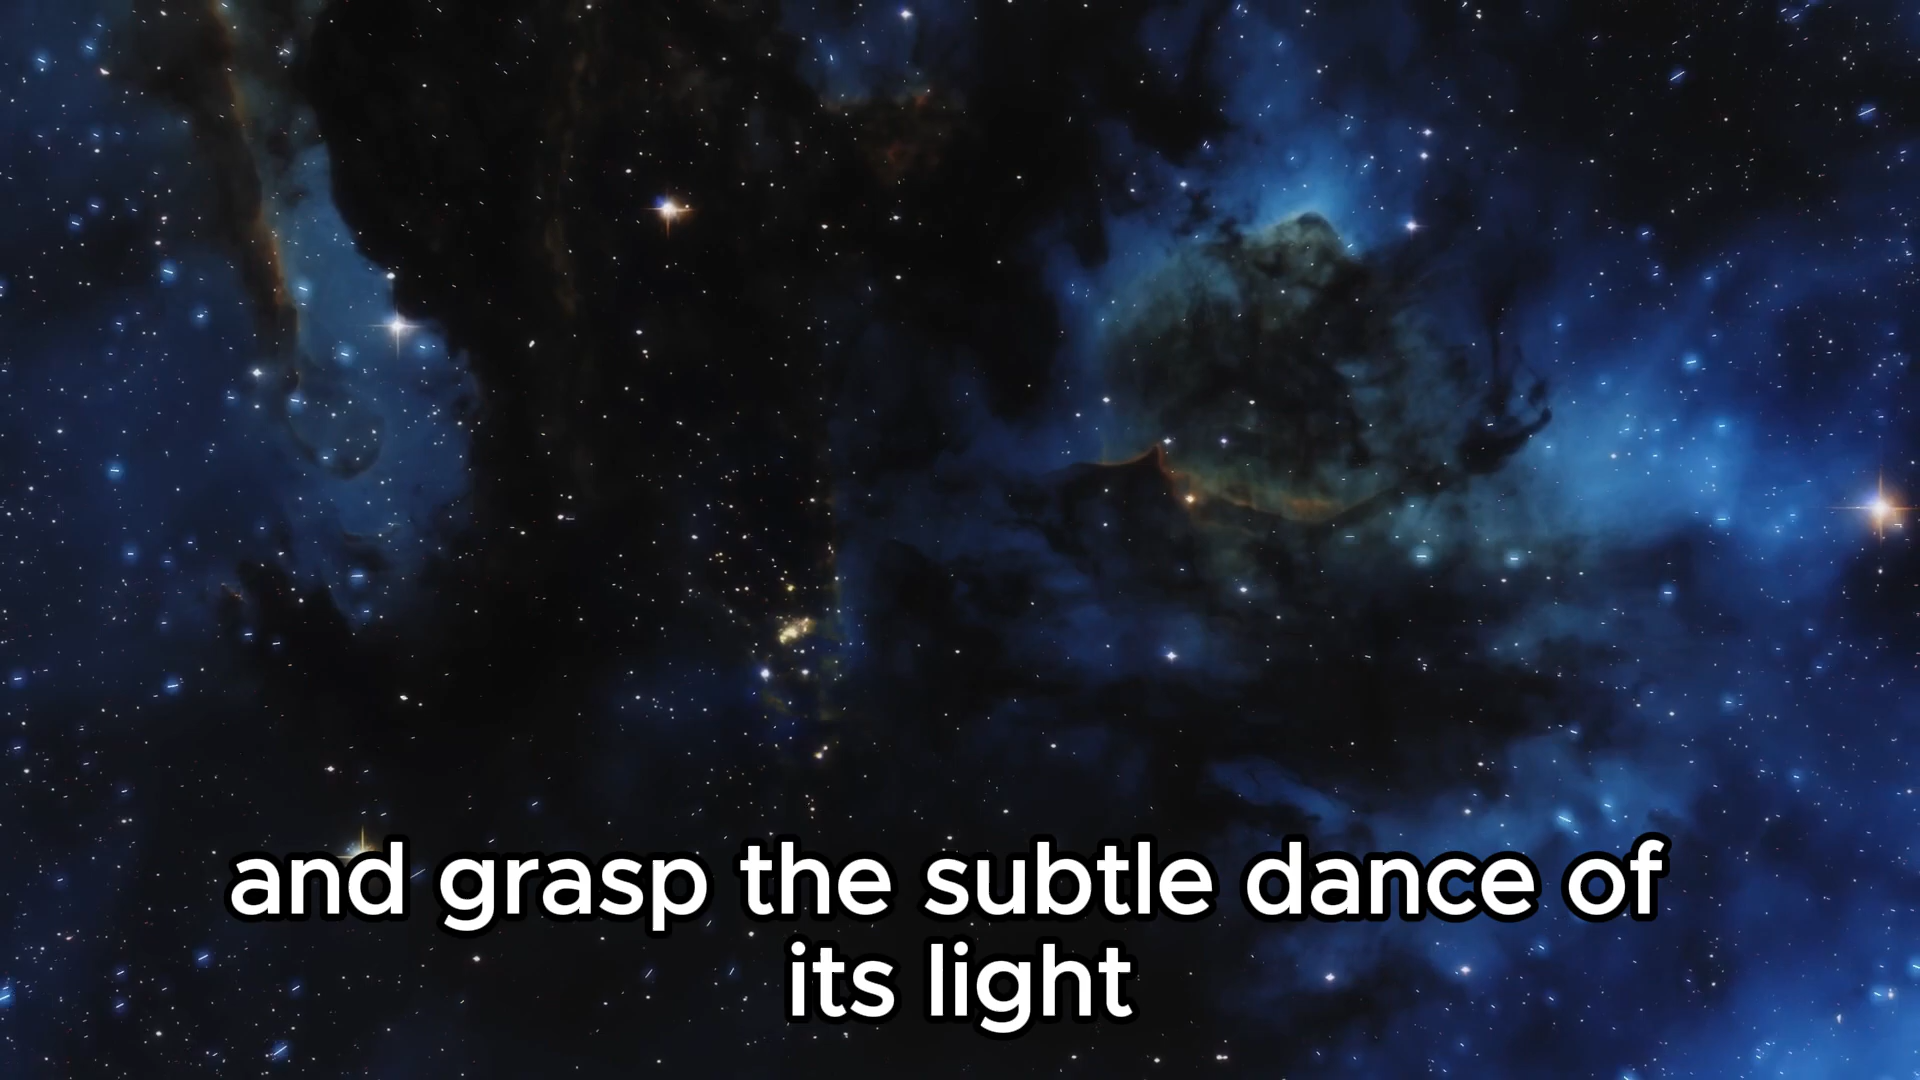 and grasp the subtle dance of
its light